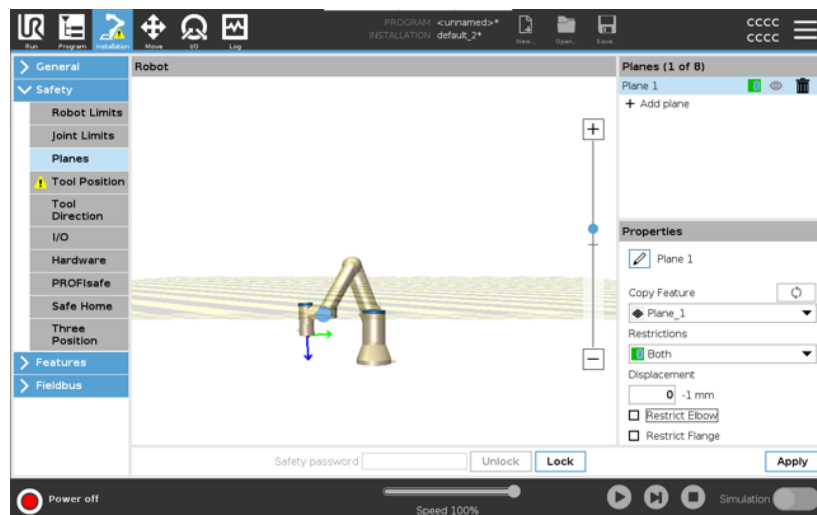 UR
PROGRAM <unnamed>*
INSTALLATION default_2*
CCCC
CCCC
Run
Program
Installation
Move
I/O
Log
New...
Open...
Save...
General
Safety
Robot Limits
Joint Limits
Planes
Tool Position
Tool
Direction
I/O
Hardware
PROFIsafe
Safe Home
Three
Position
Features
Fieldbus
Robot
+
−
Planes (1 of 8)
Plane 1
+ Add plane
Properties
Plane 1
Copy Feature
Plane_1
Restrictions
Both
Displacement
0 -1 mm
Restrict Elbow
Restrict Flange
Safety password
Unlock
Lock
Apply
Power off
Speed 100%
Simulation